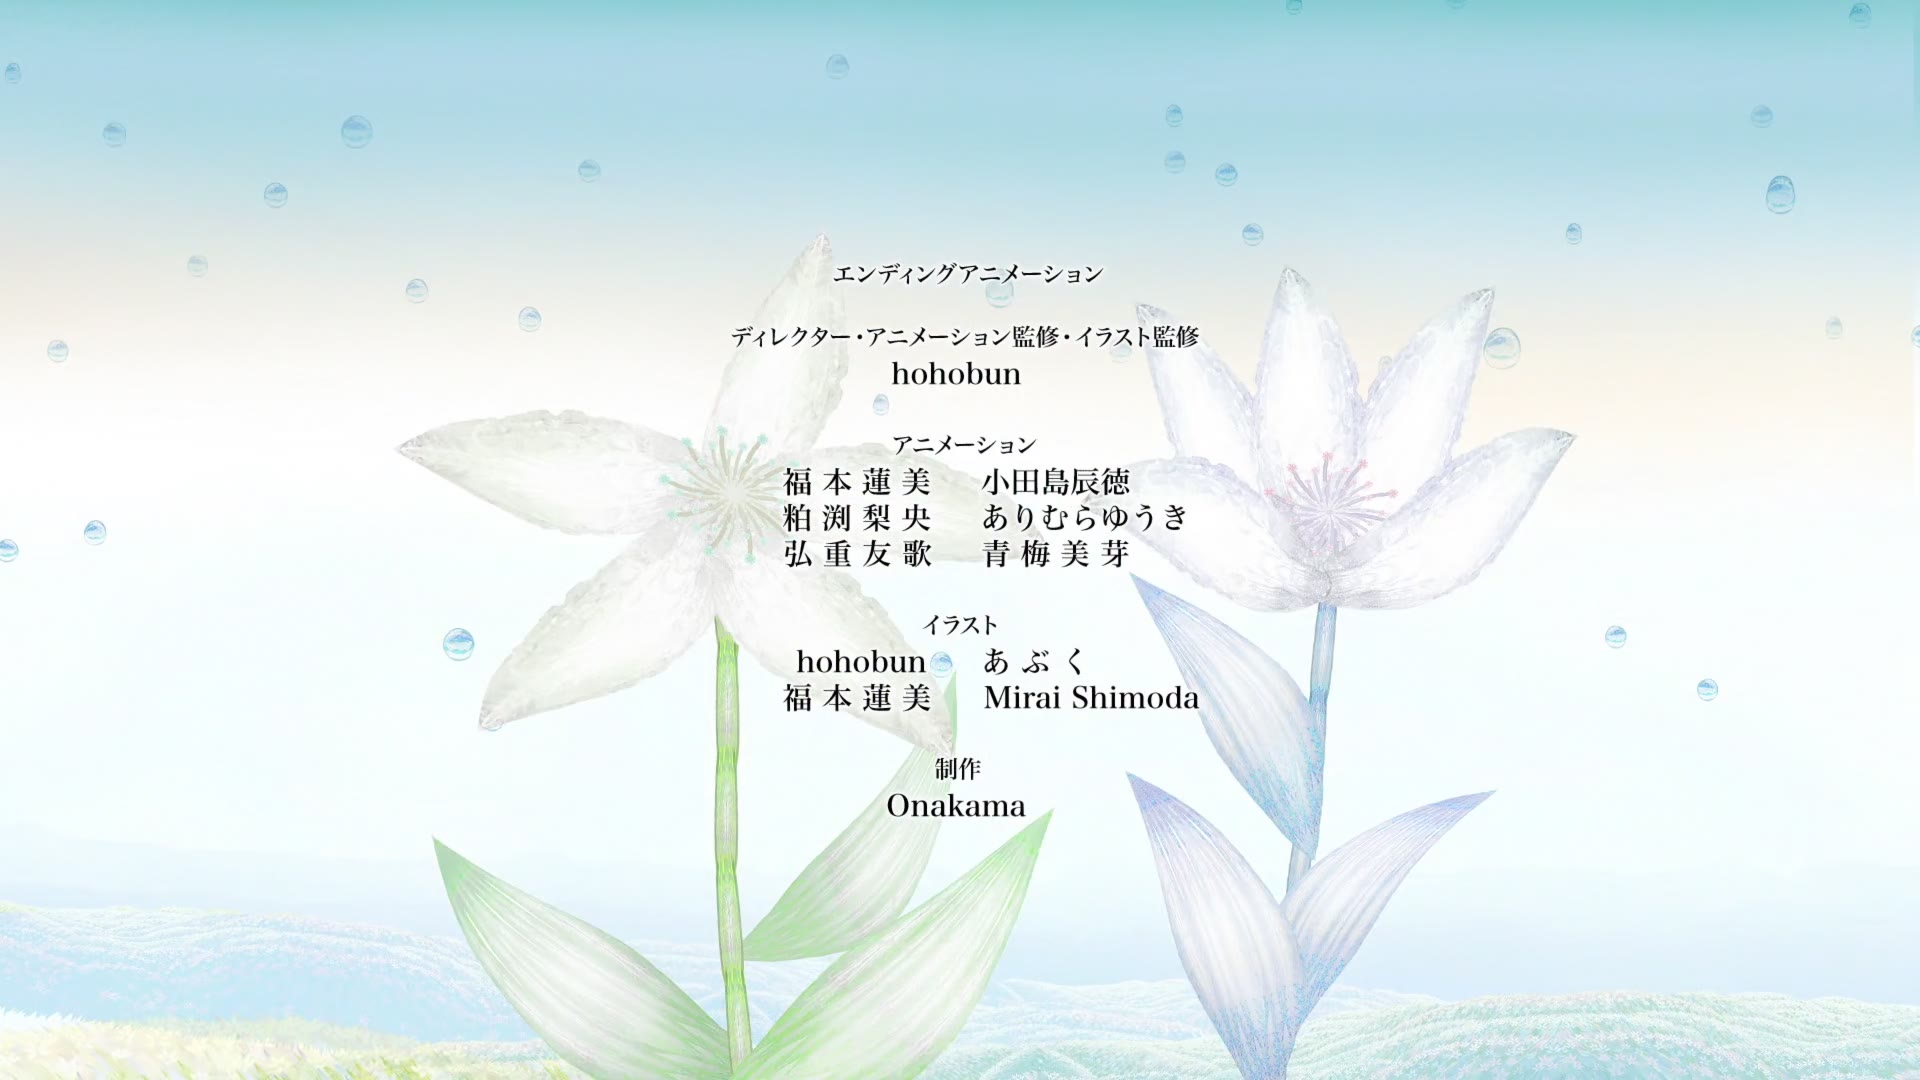 エンディングアニメーション
ディレクター・アニメーション監修・イラスト監修
hohobun
アニメーション
福本蓮美 小田島辰徳
粕渕梨央 ありむらゆうき
弘重友歌 青梅美芽
イラスト
hohobun あぶく
福本蓮美 Mirai Shimoda
制作
Onakama